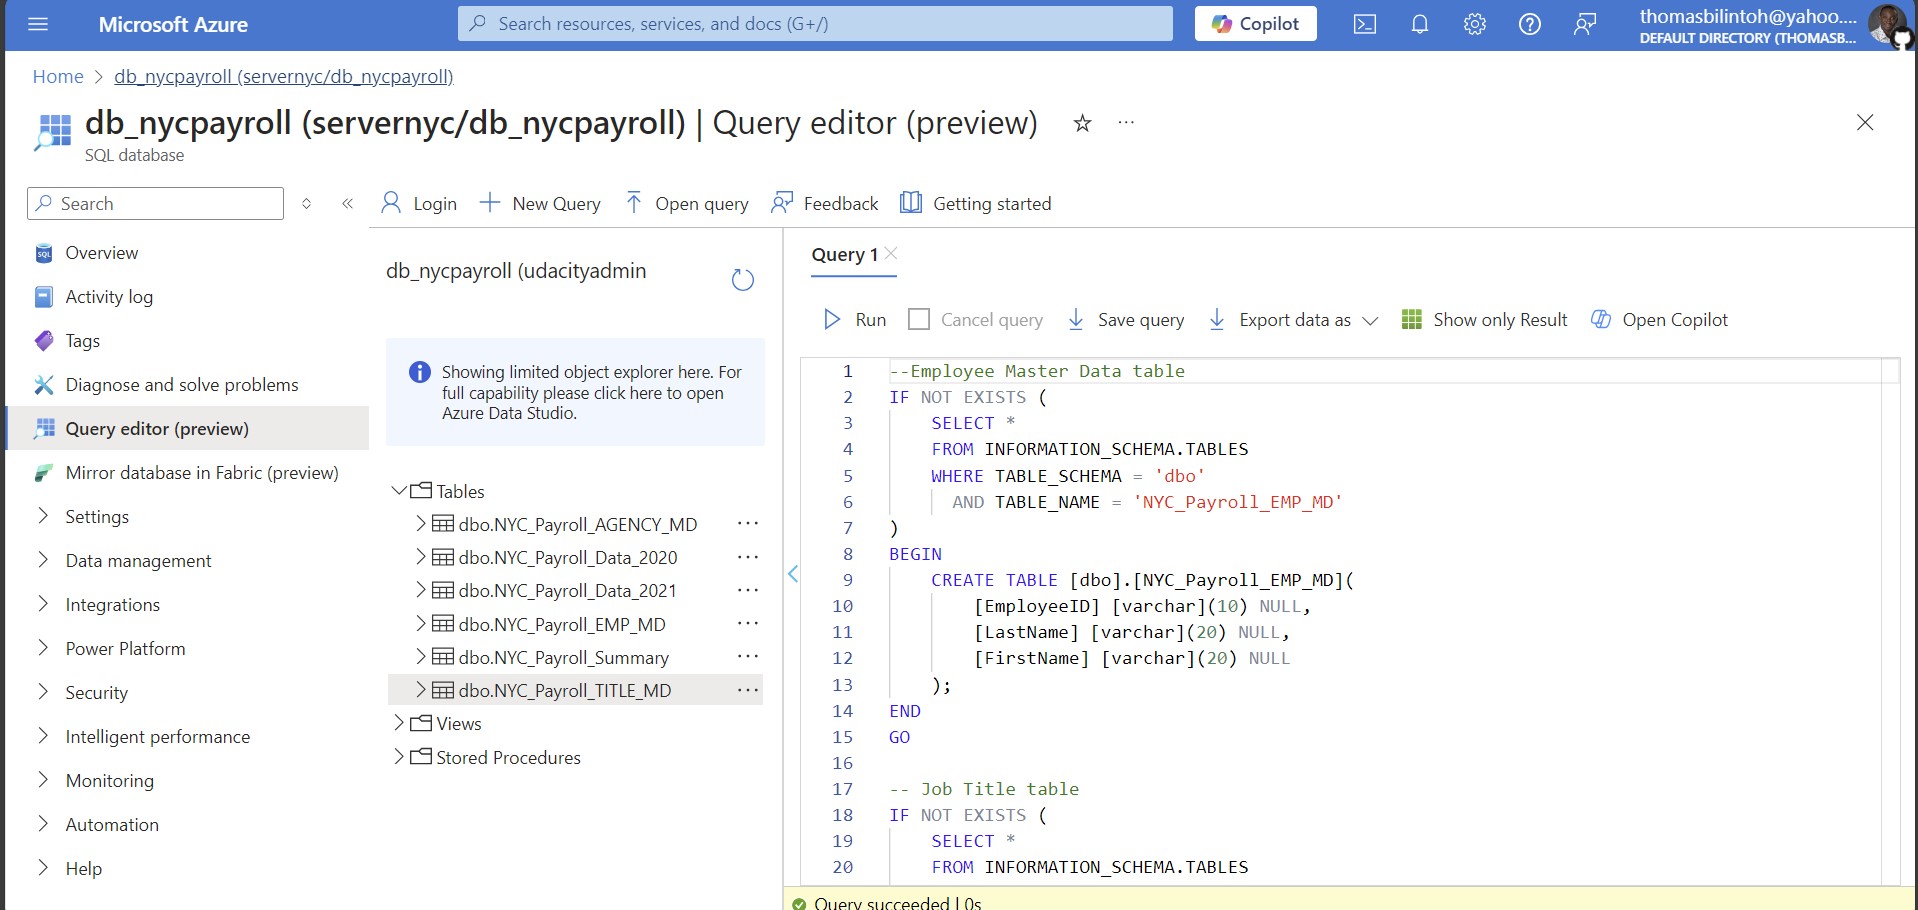 Microsoft Azure
Search resources, services, and docs (G+/)
Copilot
thomasbilintoh@yahoo....
DEFAULT DIRECTORY (THOMASB...
Home > db_nycpayroll (servernyc/db_nycpayroll)
db_nycpayroll (servernyc/db_nycpayroll) | Query editor (preview)
SQL database
Search
Overview
Activity log
Tags
Diagnose and solve problems
Query editor (preview)
Mirror database in Fabric (preview)
Settings
Data management
Integrations
Power Platform
Security
Intelligent performance
Monitoring
Automation
Help
Login
New Query
Open query
Feedback
Getting started
db_nycpayroll (udacityadmin
Showing limited object explorer here. For
full capability please click here to open
Azure Data Studio.
Tables
dbo.NYC_Payroll_AGENCY_MD
dbo.NYC_Payroll_Data_2020
dbo.NYC_Payroll_Data_2021
dbo.NYC_Payroll_EMP_MD
dbo.NYC_Payroll_Summary
dbo.NYC_Payroll_TITLE_MD
Views
Stored Procedures
Query 1
Run
Cancel query
Save query
Export data as
Show only Result
Open Copilot
1 --Employee Master Data table
2 IF NOT EXISTS (
3 SELECT *
4 FROM INFORMATION_SCHEMA.TABLES
5 WHERE TABLE_SCHEMA = 'dbo'
6 AND TABLE_NAME = 'NYC_Payroll_EMP_MD'
7 )
8 BEGIN
9 CREATE TABLE [dbo].[NYC_Payroll_EMP_MD](
10 [EmployeeID] [varchar](10) NULL,
11 [LastName] [varchar](20) NULL,
12 [FirstName] [varchar](20) NULL
13 );
14 END
15 GO
16
17 -- Job Title table
18 IF NOT EXISTS (
19 SELECT *
20 FROM INFORMATION_SCHEMA.TABLES
Query succeeded | 0s